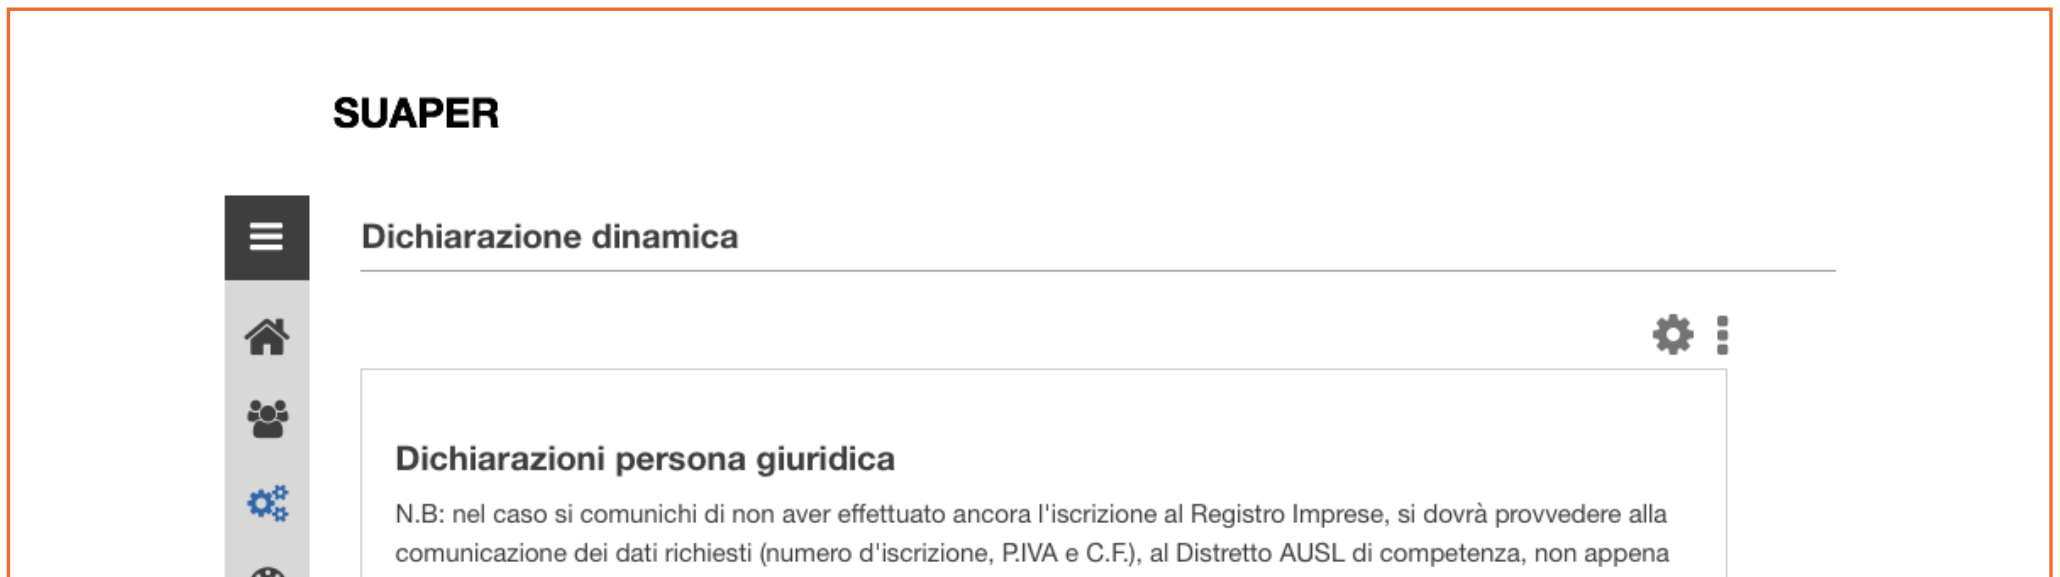 SUAPER
Dichiarazione dinamica
Dichiarazioni persona giuridica
N.B: nel caso si comunichi di non aver effettuato ancora l'iscrizione al Registro Imprese, si dovrà provvedere alla
comunicazione dei dati richiesti (numero d'iscrizione, P.IVA e C.F.), al Distretto AUSL di competenza, non appena